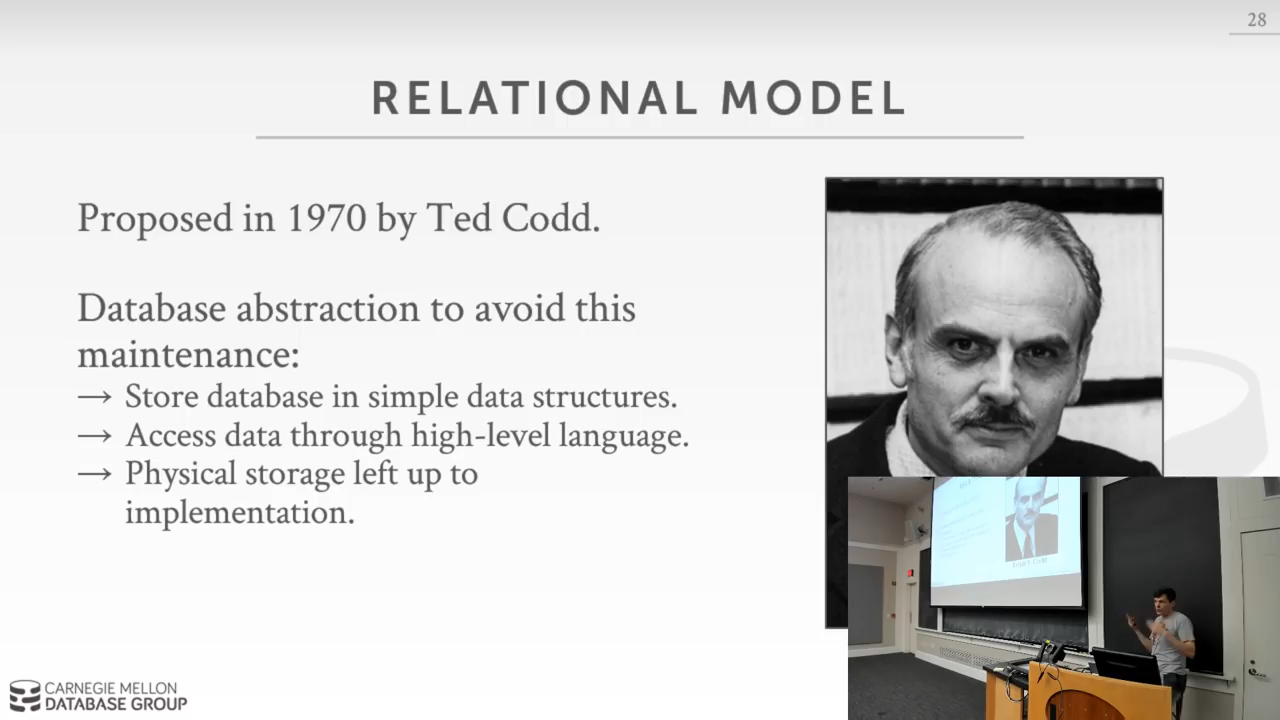 28
RELATIONAL MODEL
Proposed in 1970 by Ted Codd.
Database abstraction to avoid this
maintenance:
→ Store database in simple data structures.
→ Access data through high-level language.
→ Physical storage left up to
implementation.
CARNEGIE MELLON
DATABASE GROUP